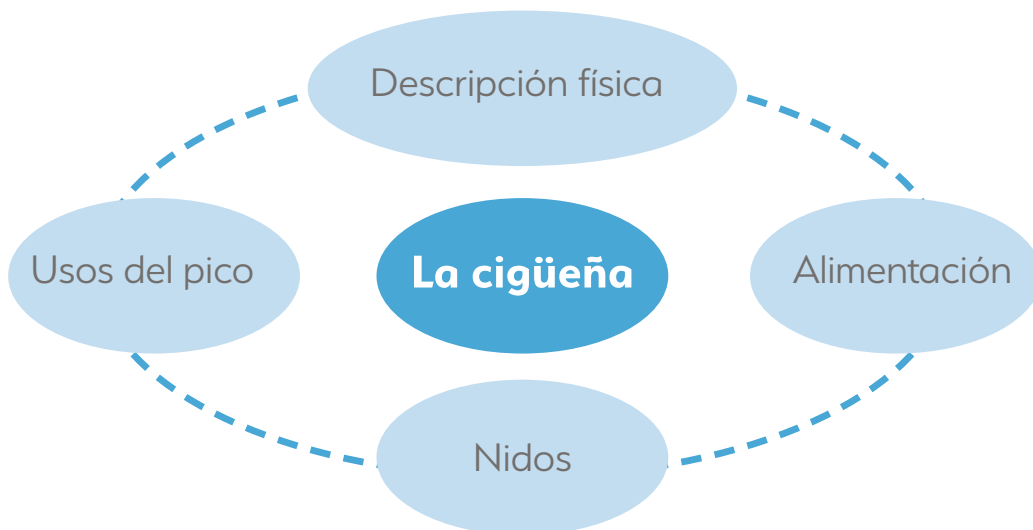 Descripción física
Usos del pico
La cigüeña
Alimentación
Nidos